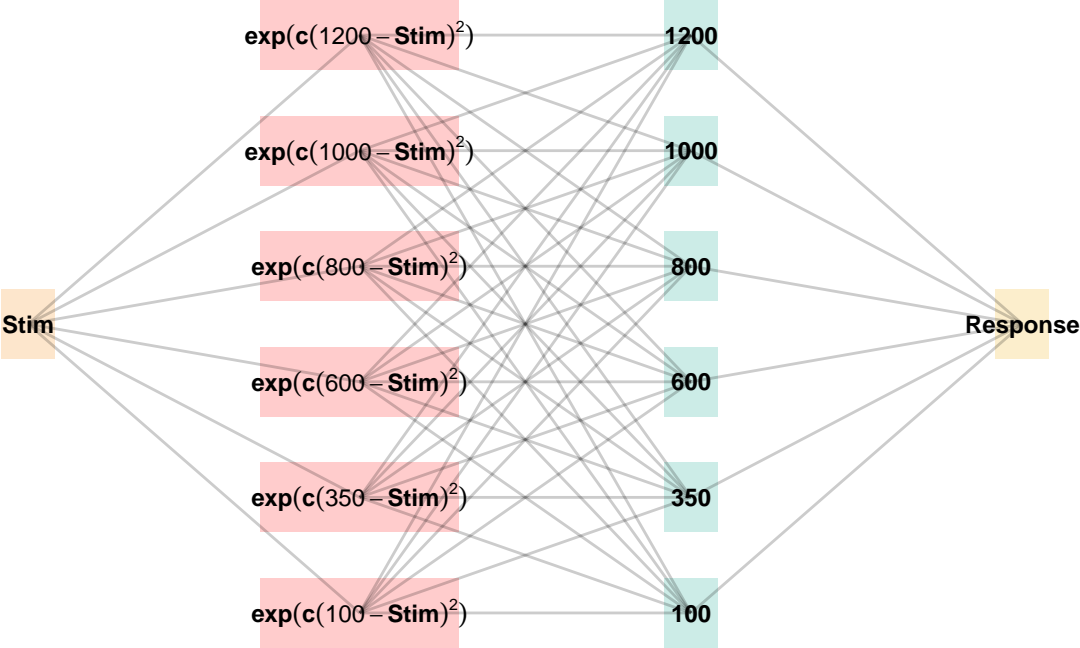 exp(c(1200 – Stim)²)
1200
exp(c(1000 – Stim)²)
1000
exp(c(800 – Stim)²)
800
Stim
Response
exp(c(600 – Stim)²)
600
exp(c(350 – Stim)²)
350
exp(c(100 – Stim)²)
100